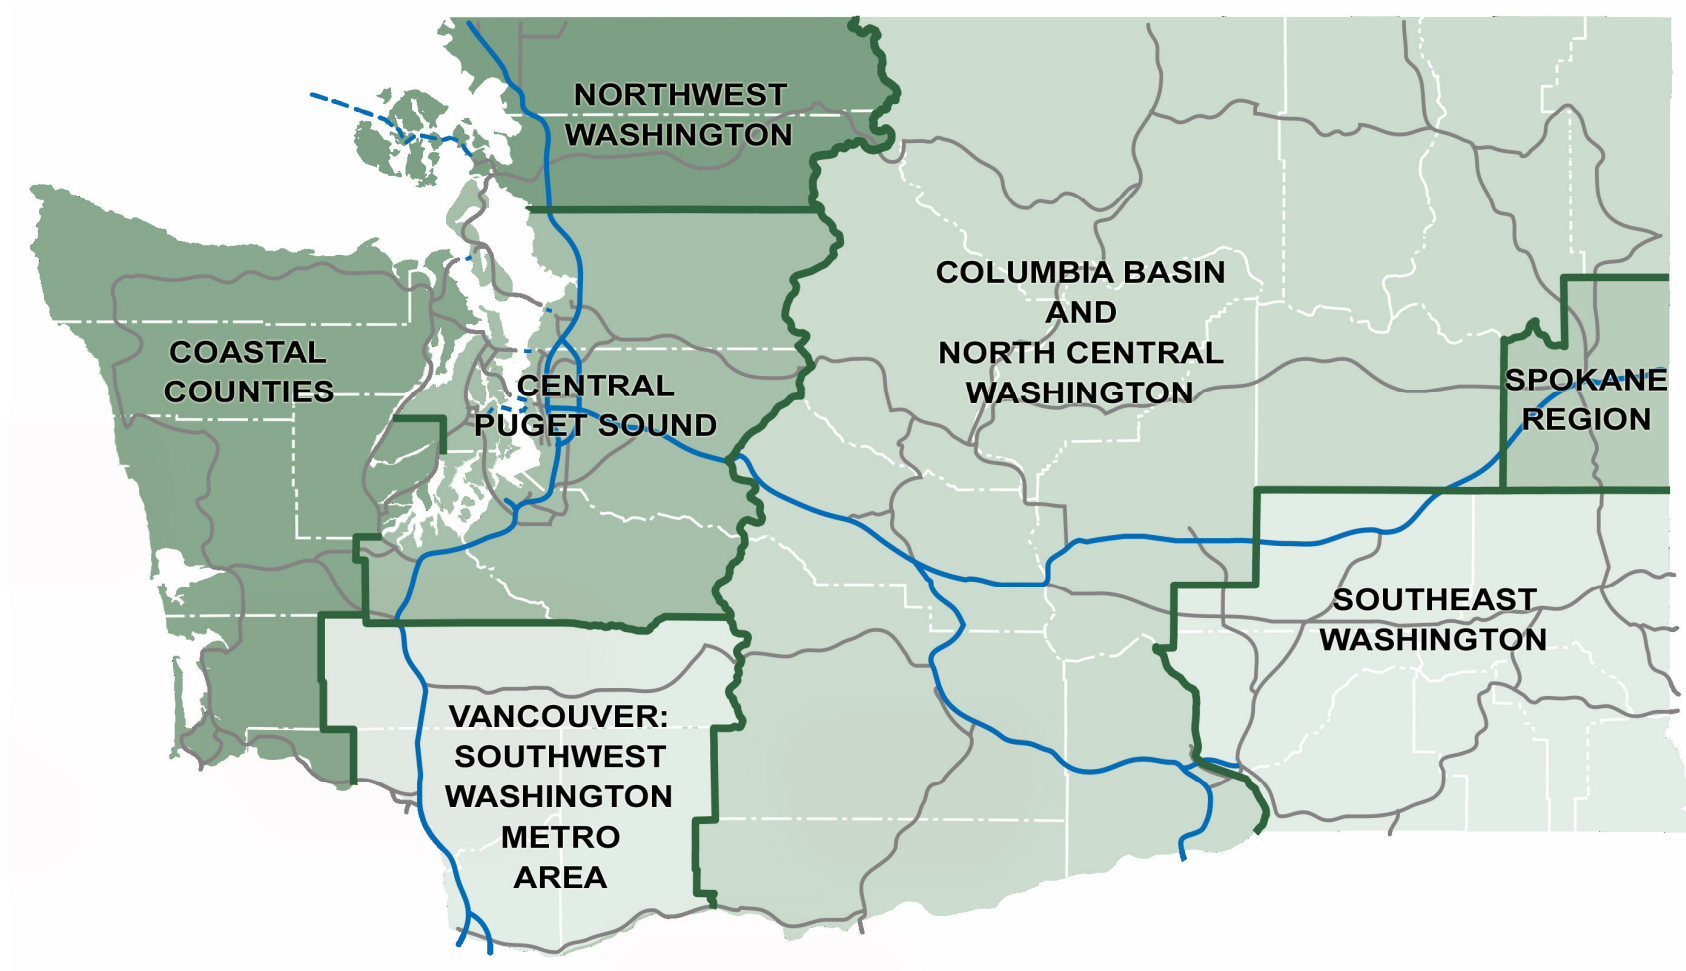 NORTHWEST
WASHINGTON
COLUMBIA BASIN
AND
NORTH CENTRAL
WASHINGTON
COASTAL
COUNTIES
CENTRAL
PUGET SOUND
SPOKANE
REGION
SOUTHEAST
WASHINGTON
VANCOUVER:
SOUTHWEST
WASHINGTON
METRO
AREA